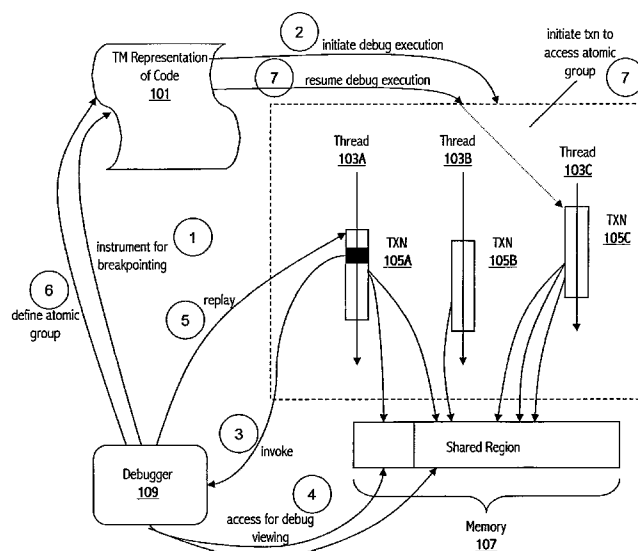 2
initiate debug execution
initiate txn to
access atomic
group
7
TM Representation
of Code
101
7
resume debug execution
Thread
103A
Thread
103B
Thread
103C
TXN
105A
TXN
105B
TXN
105C
1
instrument for
breakpointing
6
define atomic
group
5
replay
3
invoke
Shared Region
Debugger
109
4
access for debug
viewing
Memory
107